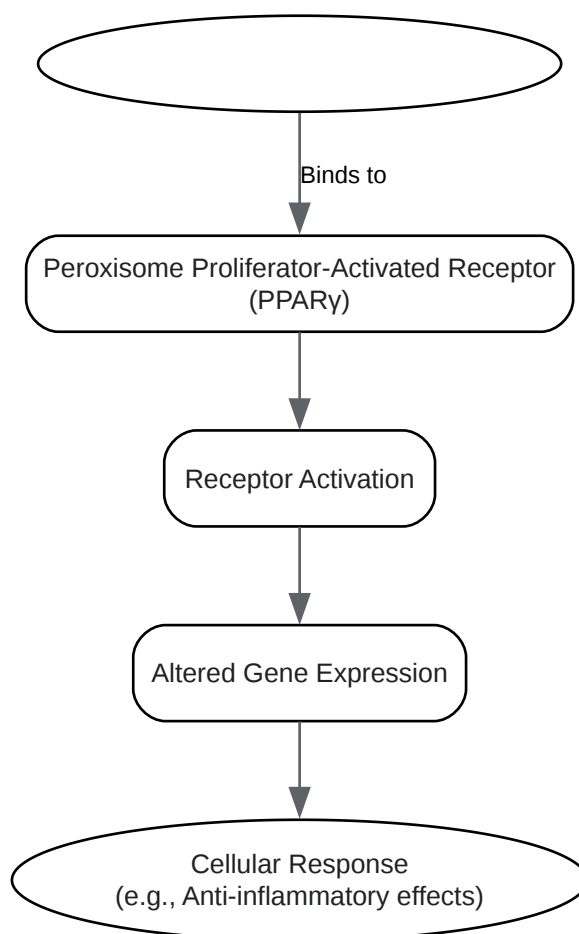 Binds to
Peroxisome Proliferator-Activated Receptor
(PPARγ)
Receptor Activation
Altered Gene Expression
Cellular Response
(e.g., Anti-inflammatory effects)